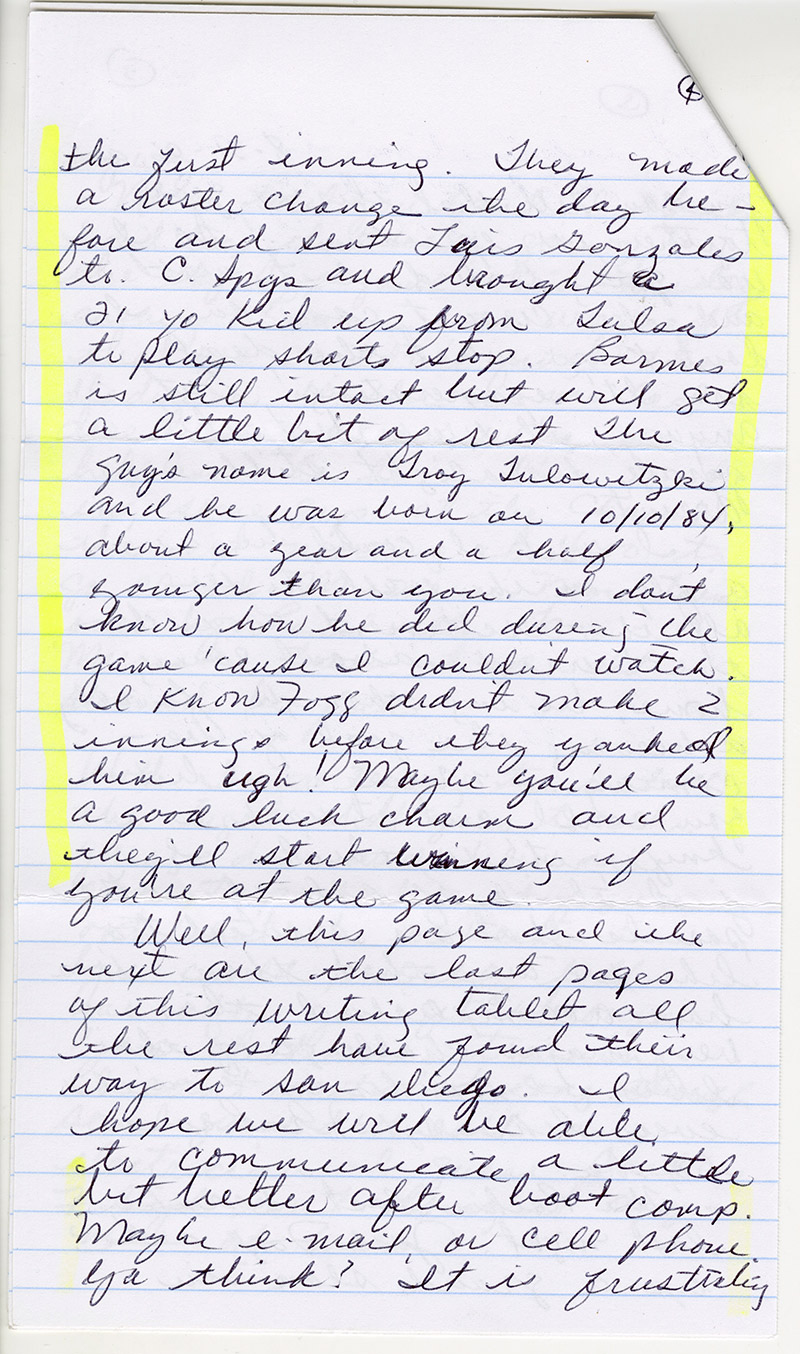 4
the first inning. They made
a roster change the day be-
fore and sent Luis Gonzales
to. C. Spgs and brought a
21 yo kid up from Tulsa
to play shorts stop. Barmes
is still intact but will get
a little bit of rest The
guy's name is Troy Tulowitzki
and he was born on 10/10/84,
about a year and a half
younger than you. I dont
know how he did during the
game 'cause I couldn't watch.
I know Fogg didn't make 2
innings before they yanked
him ugh! Maybe you'll be
a good luck charm and
they'll start winning if
you're at the game.
Well, this page and the
next are the last pages
of this writing tablet all
the rest have found their
way to San Diego. I
hope we will be able
to communicate a little
bit better after boot camp.
Maybe e-mail, or cell phone.
Ya think? It is frustrating